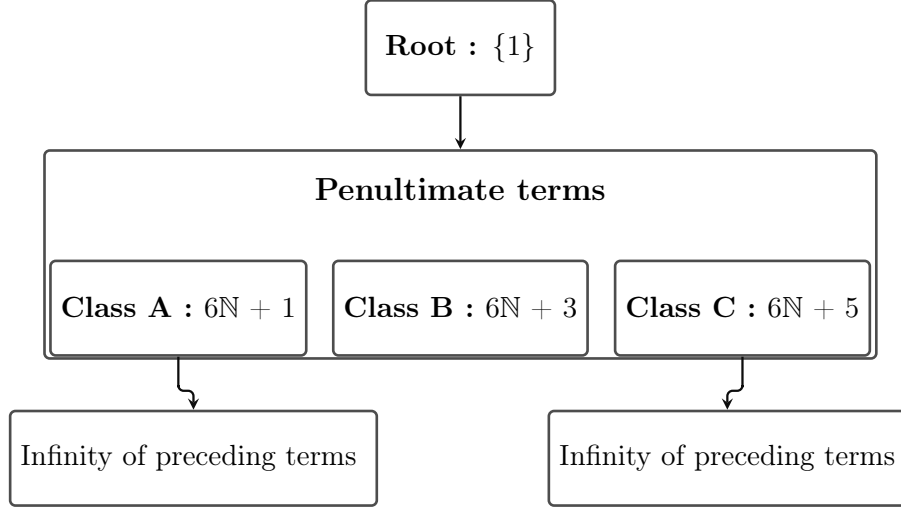 Root : {1}
Penultimate terms
Class A : 6ℕ + 1
Class B : 6ℕ + 3
Class C : 6ℕ + 5
Infinity of preceding terms
Infinity of preceding terms